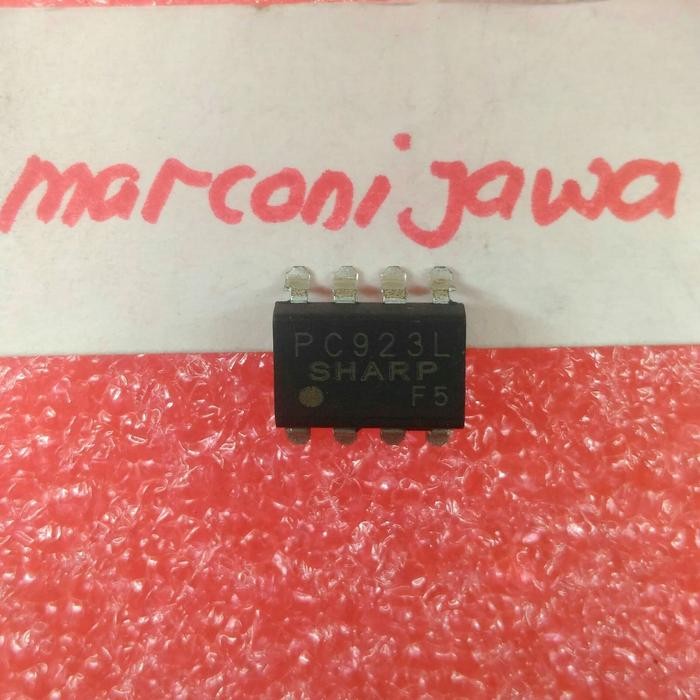 marconi jawa
PC923L
SHARP
F5